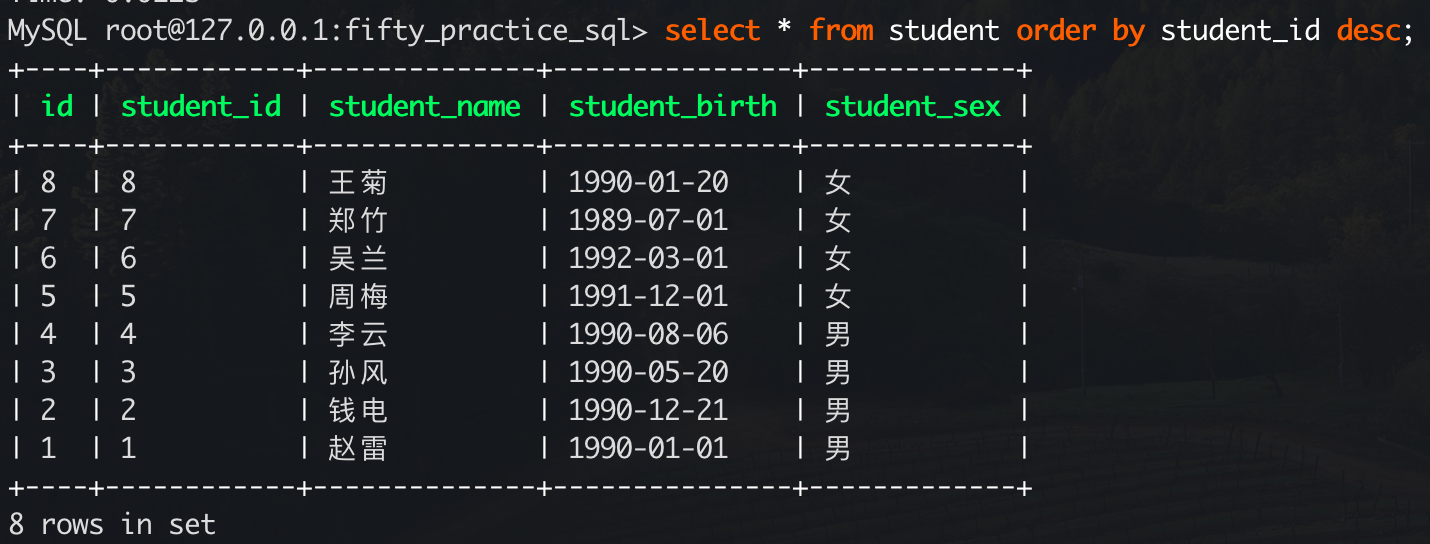 MySQL root@127.0.0.1:fifty_practice_sql> select * from student order by student_id desc;
+----+------------+--------------+---------------+-------------+
| id | student_id | student_name | student_birth | student_sex |
+----+------------+--------------+---------------+-------------+
| 8 | 8 | 王菊 | 1990-01-20 | 女 |
| 7 | 7 | 郑竹 | 1989-07-01 | 女 |
| 6 | 6 | 吴兰 | 1992-03-01 | 女 |
| 5 | 5 | 周梅 | 1991-12-01 | 女 |
| 4 | 4 | 李云 | 1990-08-06 | 男 |
| 3 | 3 | 孙风 | 1990-05-20 | 男 |
| 2 | 2 | 钱电 | 1990-12-21 | 男 |
| 1 | 1 | 赵雷 | 1990-01-01 | 男 |
+----+------------+--------------+---------------+-------------+
8 rows in set